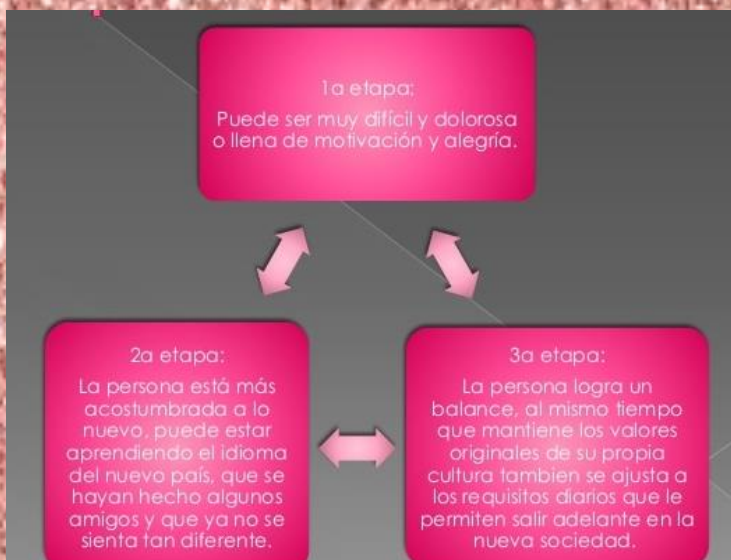 1a etapa:
Puede ser muy difícil y dolorosa
o llena de motivación y alegría.
2a etapa:
La persona está más
acostumbrada a lo
nuevo, puede estar
aprendiendo el idioma
del nuevo país, que se
hayan hecho algunos
amigos y que ya no se
sienta tan diferente.
3a etapa:
La persona logra un
balance, al mismo tiempo
que mantiene los valores
originales de su propia
cultura tambien se ajusta a
los requisitos diarios que le
permiten salir adelante en la
nueva sociedad.